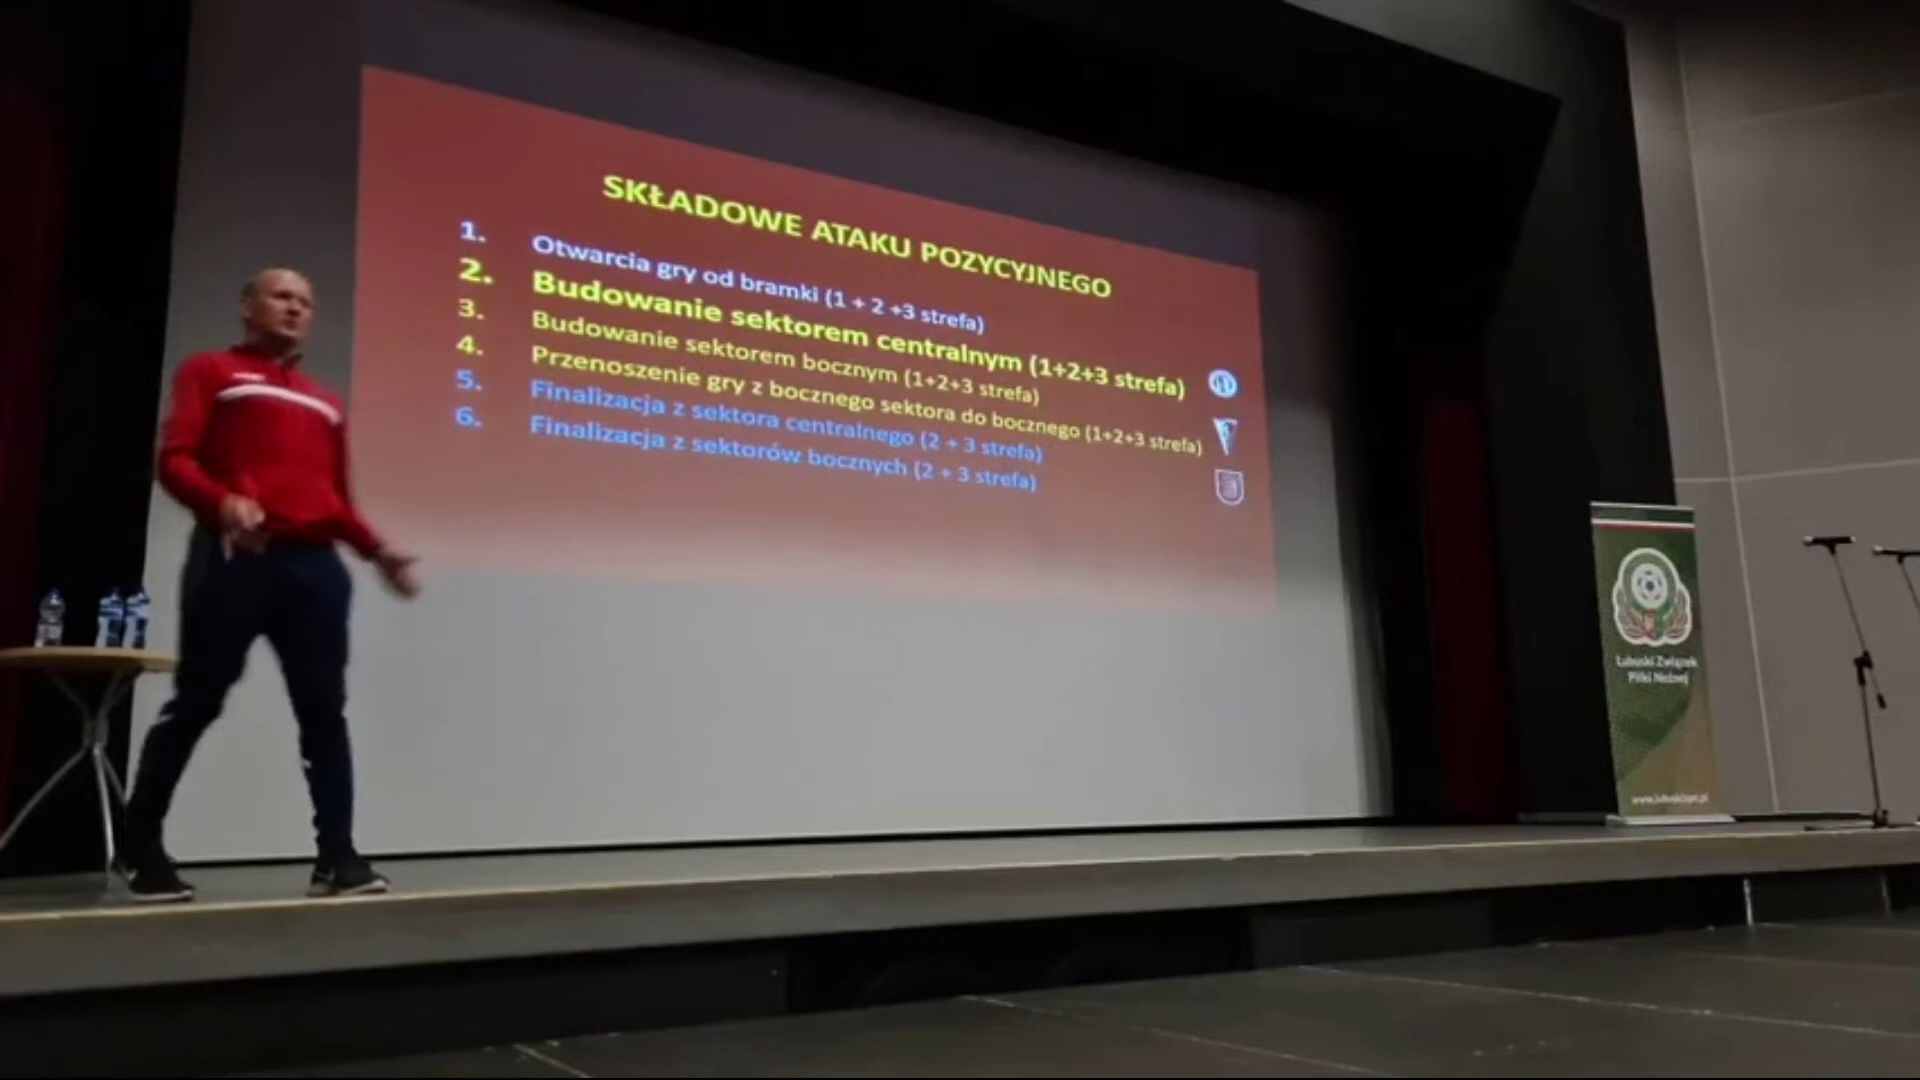 SKŁADOWE ATAKU POZYCYJNEGO
1. Otwarcia gry od bramki (1 + 2 +3 strefa)
2. Budowanie sektorem centralnym (1+2+3 strefa)
3. Budowanie sektorem bocznym (1+2+3 strefa)
4. Przenoszenie gry z bocznego sektora do bocznego (1+2+3 strefa)
5. Finalizacja z sektora centralnego (2 + 3 strefa)
6. Finalizacja z sektorów bocznych (2 + 3 strefa)
Lubuski Związek
Piłki Nożnej